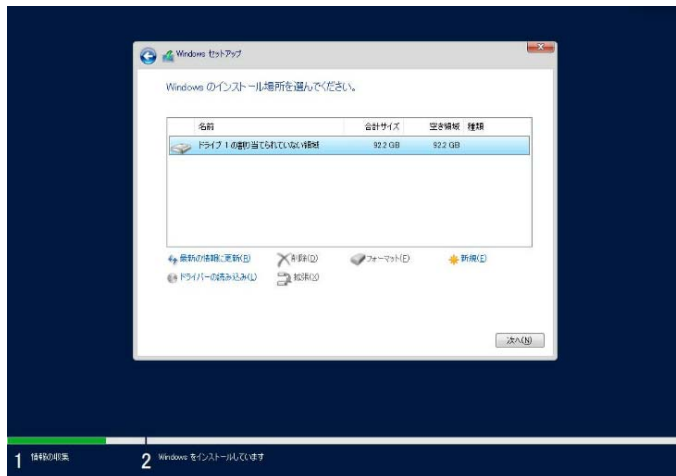 Windows セットアップ
Windows のインストール場所を選んでください。
名前 合計サイズ 空き領域 種類
ドライブ 1 の割り当てられていない領域 92.2 GB 92.2 GB
最新の情報に更新(R) 削除(D) フォーマット(F) 新規(E)
ドライバーの読み込み(L) 拡張(X)
次へ(N)
1 情報の収集 2 Windows をインストールしています